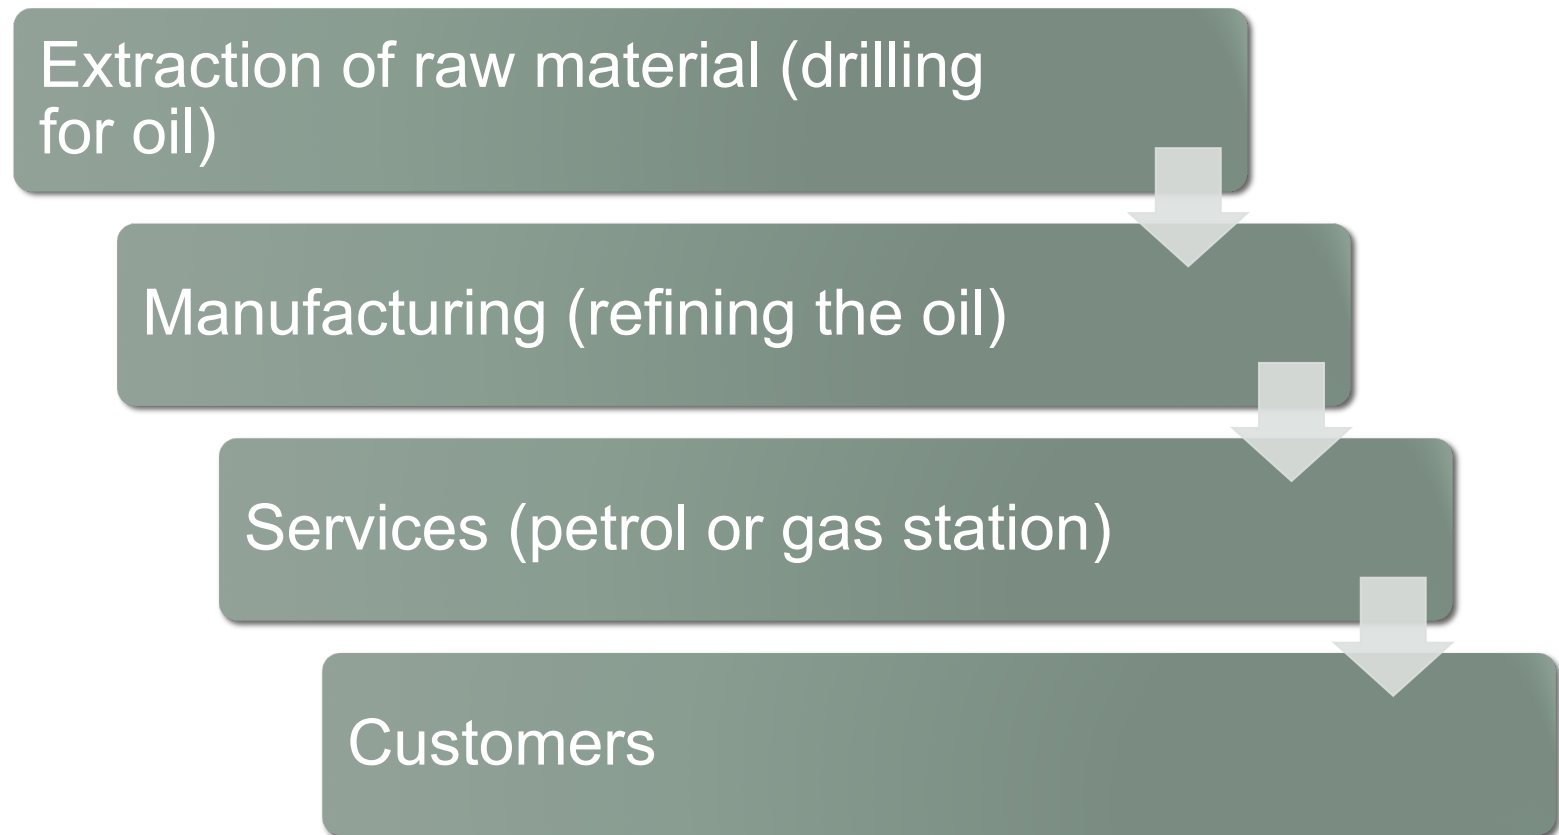 Extraction of raw material (drilling
for oil)
Manufacturing (refining the oil)
Services (petrol or gas station)
Customers